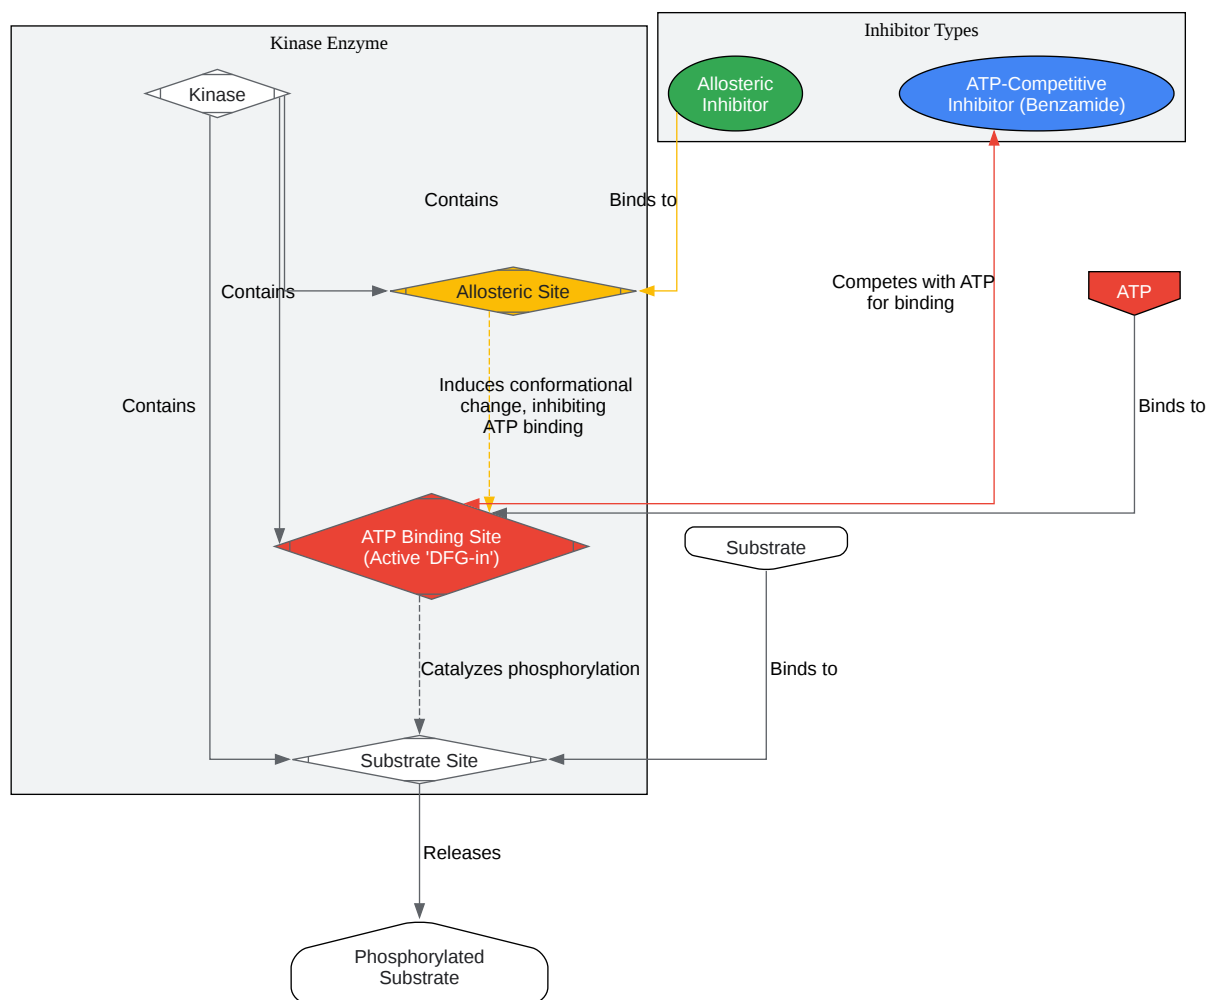 Kinase Enzyme
Inhibitor Types
Kinase
Allosteric
Inhibitor
ATP-Competitive
Inhibitor (Benzamide)
Contains
Binds to
Contains
Allosteric Site
Competes with ATP
for binding
ATP
Contains
Induces conformational
change, inhibiting
ATP binding
Binds to
ATP Binding Site
(Active 'DFG-in')
Substrate
Catalyzes phosphorylation
Binds to
Substrate Site
Releases
Phosphorylated
Substrate